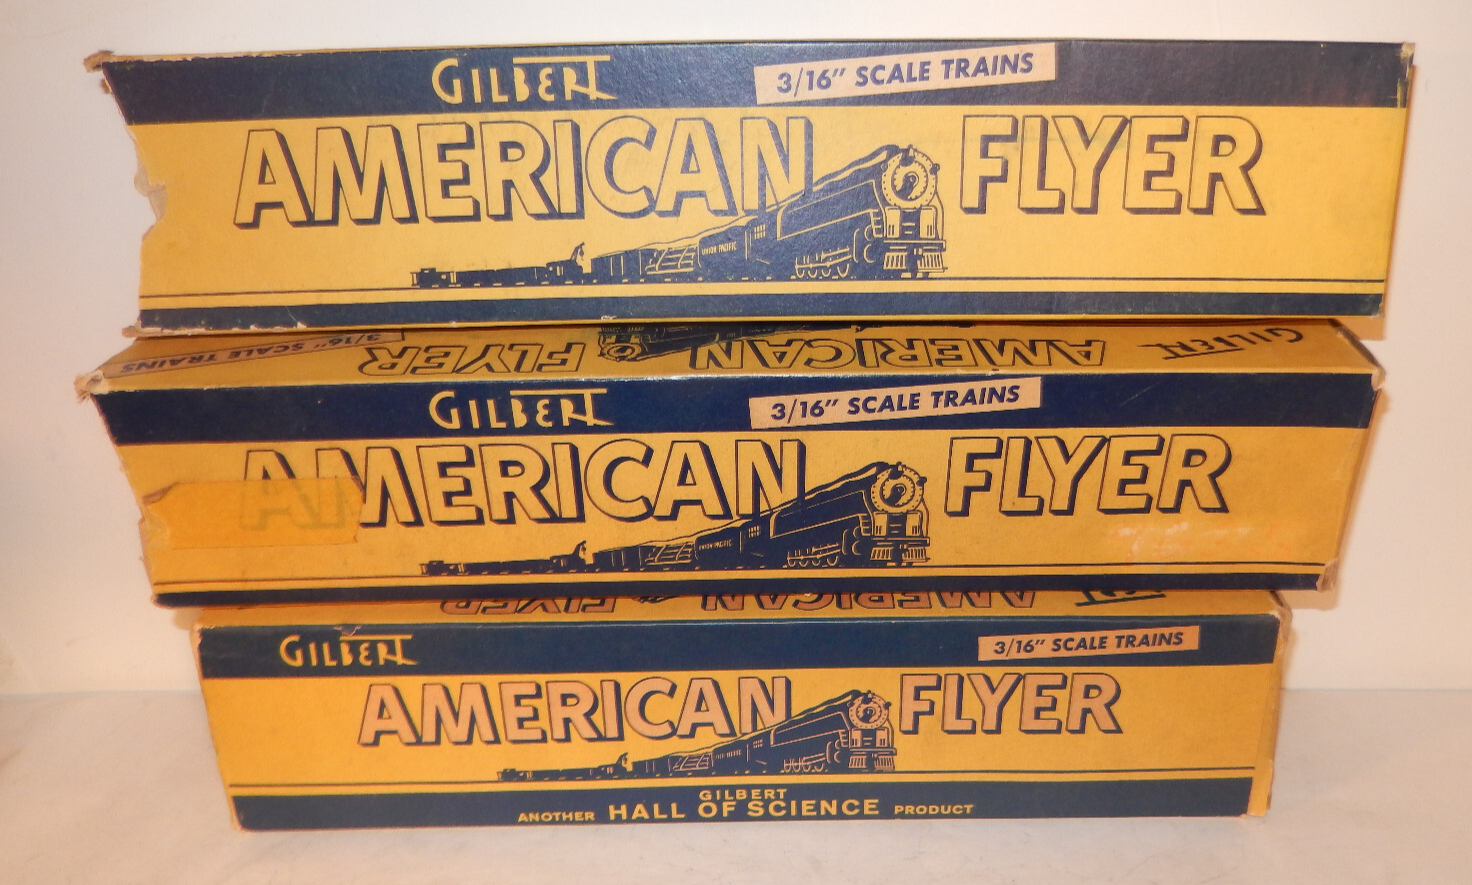 GILBERT
3/16" SCALE TRAINS
AMERICAN FLYER
UNION PACIFIC
3/16" SCALE TRAINS
FLYER
AMERICAN
GILBERT
GILBERT
3/16" SCALE TRAINS
AMERICAN FLYER
UNION PACIFIC
FLYER
AMERICAN
GILBERT
3/16" SCALE TRAINS
AMERICAN FLYER
GILBERT
ANOTHER HALL OF SCIENCE PRODUCT